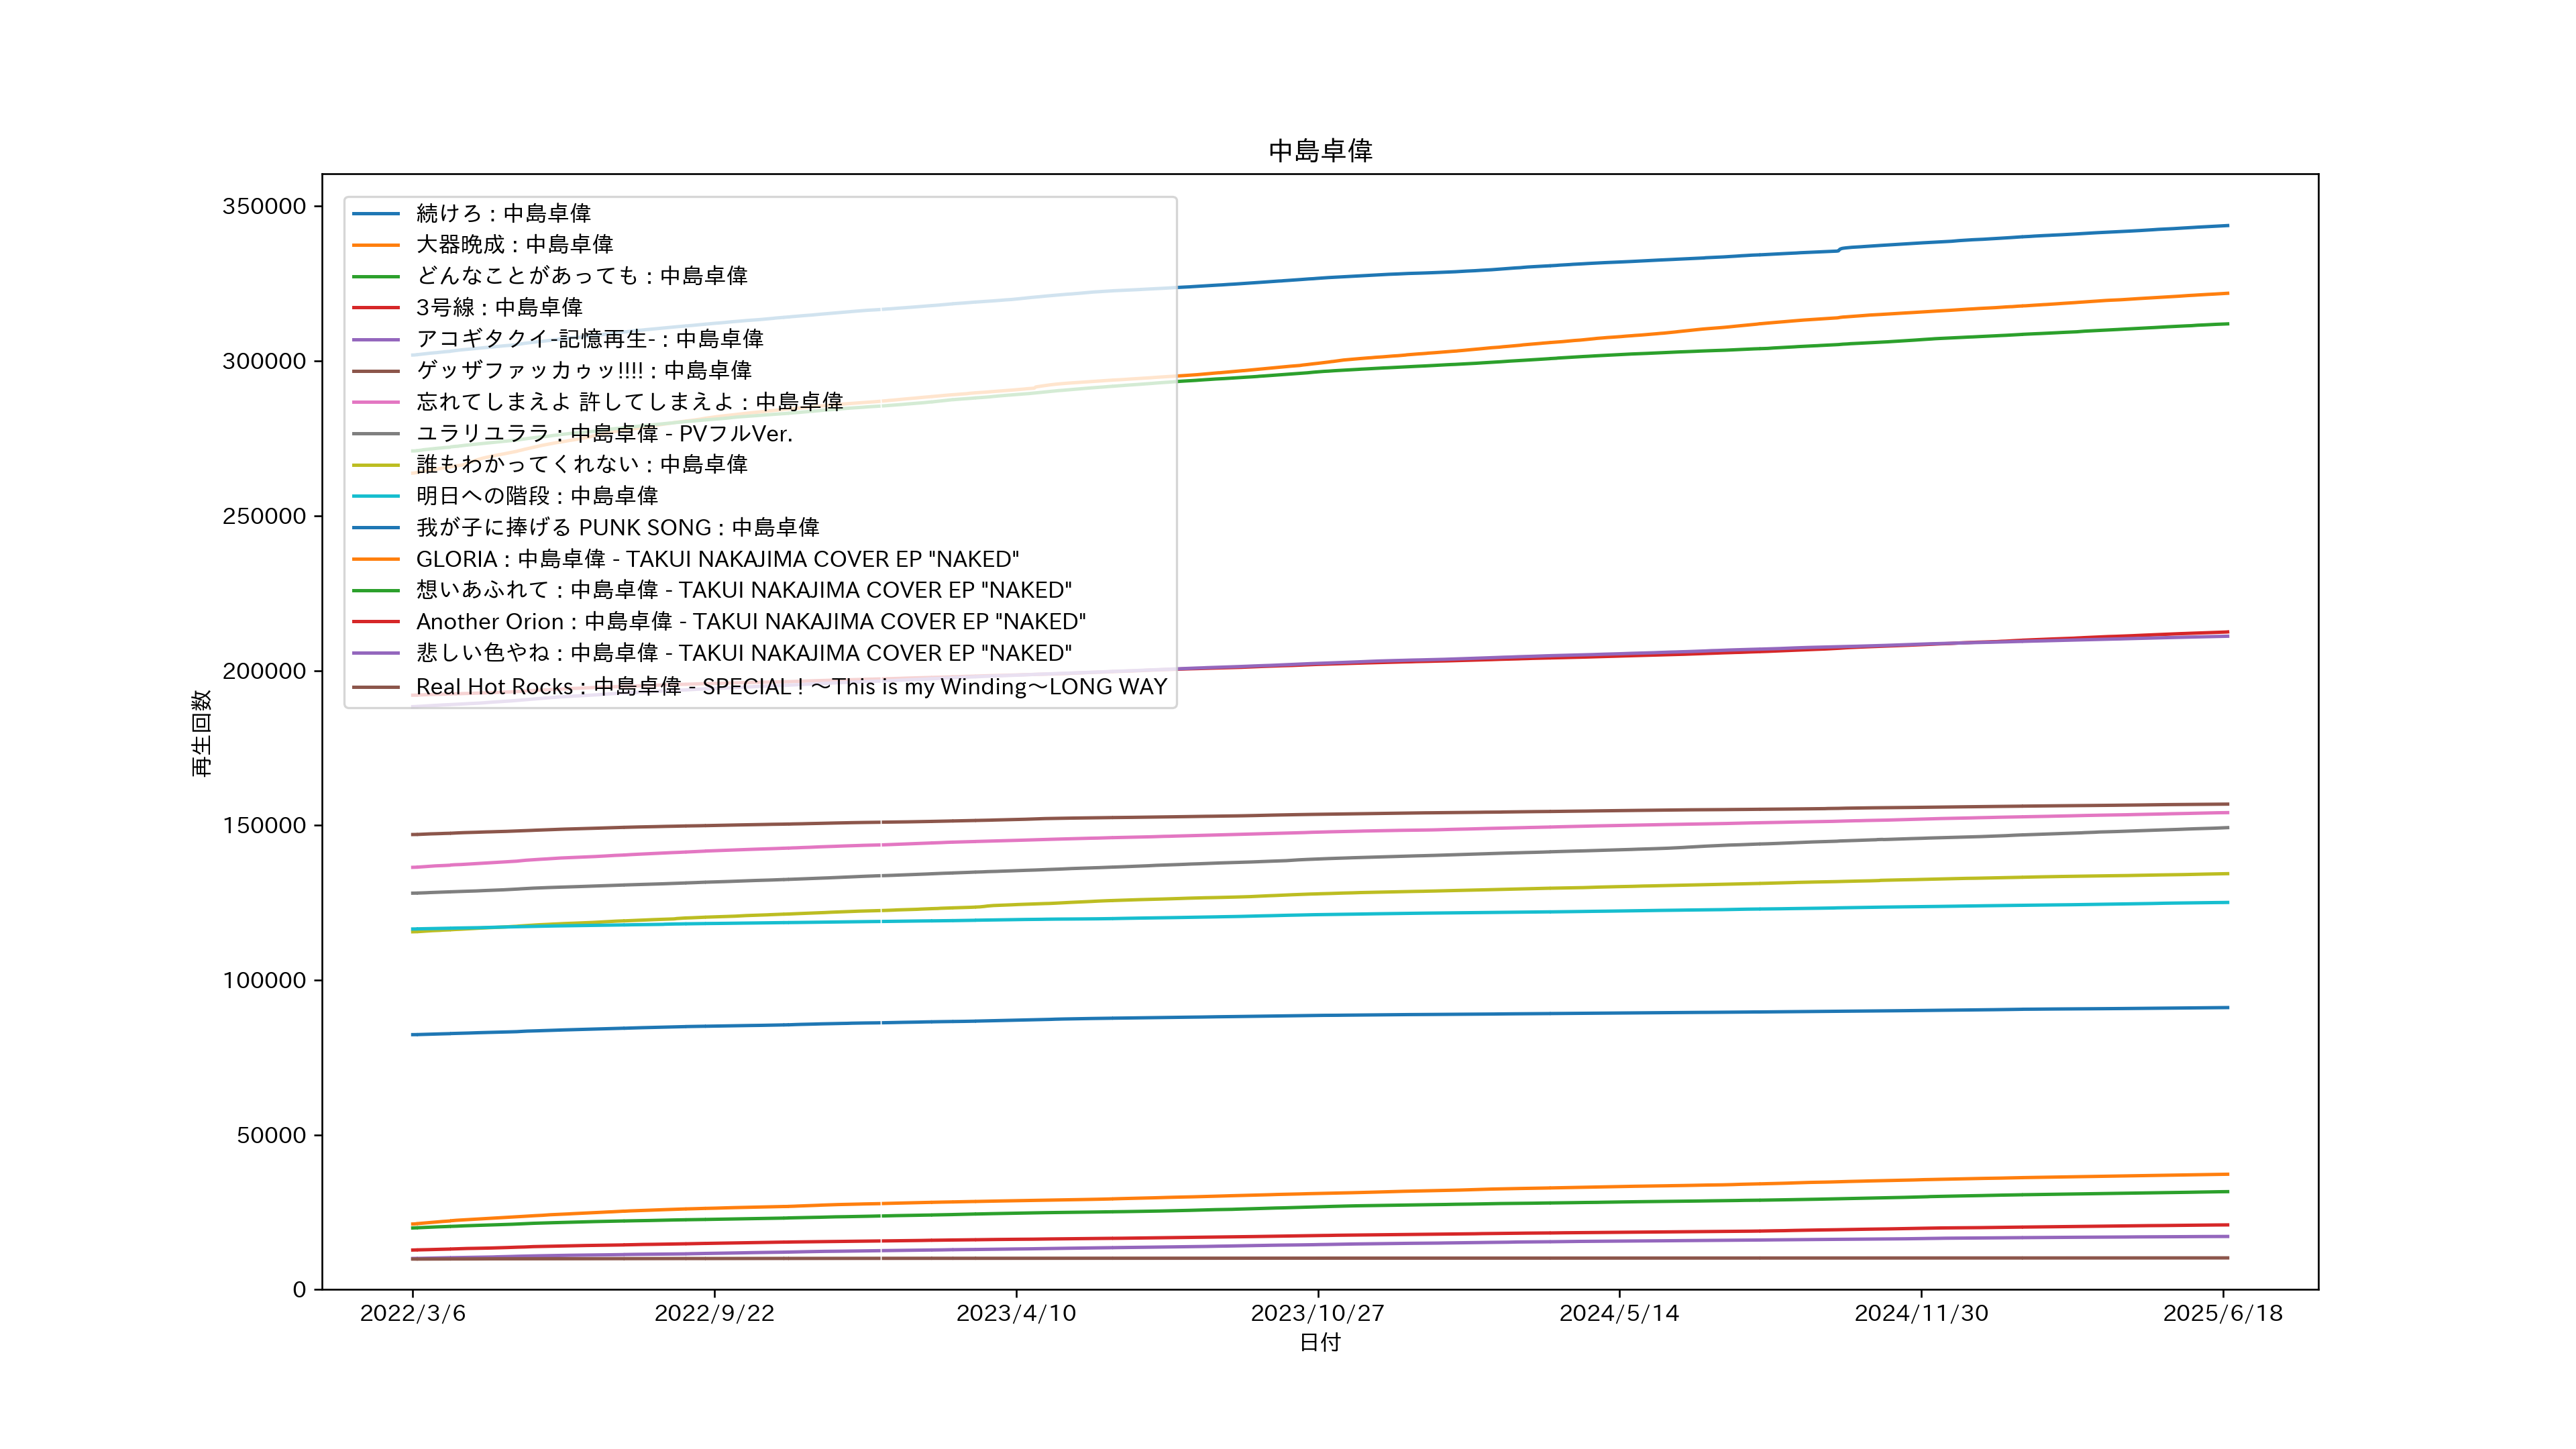 中島卓偉
350000
300000
250000
200000
150000
100000
50000
0
再生回数
続けろ : 中島卓偉
大器晩成 : 中島卓偉
どんなことがあっても : 中島卓偉
3号線 : 中島卓偉
アコギタクイ-記憶再生- : 中島卓偉
ゲッザファッカゥッ!!!! : 中島卓偉
忘れてしまえよ 許してしまえよ : 中島卓偉
ユラリユララ : 中島卓偉 - PVフルVer.
誰もわかってくれない : 中島卓偉
明日への階段 : 中島卓偉
我が子に捧げる PUNK SONG : 中島卓偉
GLORIA : 中島卓偉 - TAKUI NAKAJIMA COVER EP "NAKED"
想いあふれて : 中島卓偉 - TAKUI NAKAJIMA COVER EP "NAKED"
Another Orion : 中島卓偉 - TAKUI NAKAJIMA COVER EP "NAKED"
悲しい色やね : 中島卓偉 - TAKUI NAKAJIMA COVER EP "NAKED"
Real Hot Rocks : 中島卓偉 - SPECIAL ! 〜This is my Winding〜LONG WAY
2022/3/6
2022/9/22
2023/4/10
2023/10/27
2024/5/14
2024/11/30
2025/6/18
日付